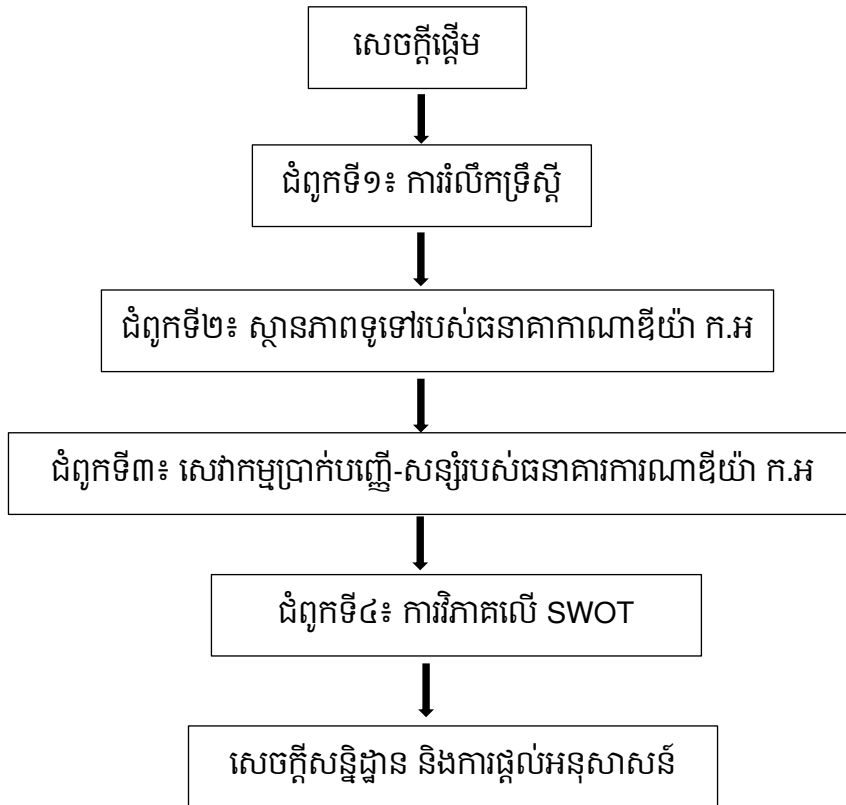 សេចក្ដីផ្ដើម
ជំពូកទី១៖ ការរំលឹកទ្រឹស្ដី
ជំពូកទី២៖ ស្ថានភាពទូទៅរបស់ធនាគាកាណាឌីយ៉ា ក.អ
ជំពូកទី៣៖ សេវាកម្មប្រាក់បញ្ញើ-សន្សំរបស់ធនាគារការណាឌីយ៉ា ក.អ
ជំពូកទី៤៖ ការវិភាគលើ SWOT
សេចក្ដីសន្និដ្ឋាន និងការផ្ដល់អនុសាសន៍